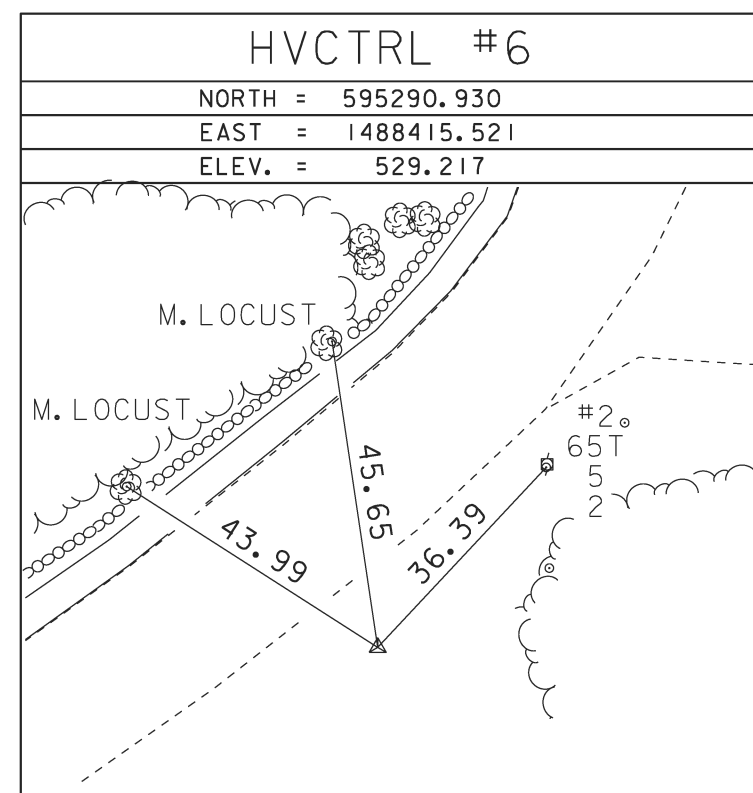 HVCTRL #6
NORTH = 595290.930
EAST = 1488415.521
ELEV. = 529.217
M. LOCUST
M. LOCUST
#2
65T
5
2
45.65
43.99
36.39